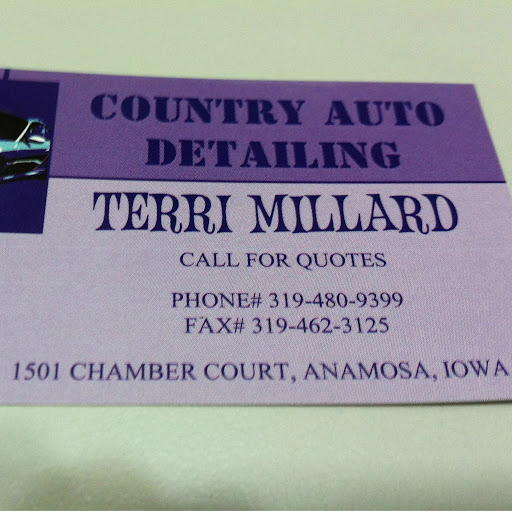 COUNTRY AUTO
DETAILING
TERRI MILLARD
CALL FOR QUOTES
PHONE# 319-480-9399
FAX# 319-462-3125
1501 CHAMBER COURT, ANAMOSA, IOWA